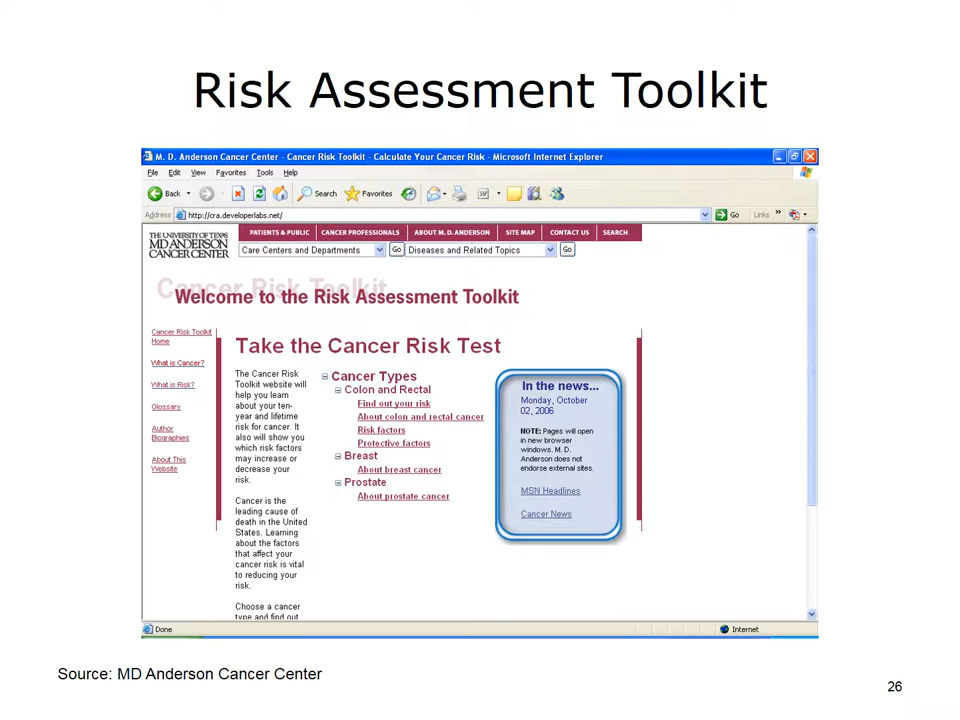 Risk Assessment Toolkit
M. D. Anderson Cancer Center - Cancer Risk Toolkit - Calculate Your Cancer Risk - Microsoft Internet Explorer
File Edit View Favorites Tools Help
Back Search Favorites
Address http://cra.developerlabs.net/ Go Links »
THE UNIVERSITY OF TEXAS
MD ANDERSON
CANCER CENTER
PATIENTS & PUBLIC CANCER PROFESSIONALS ABOUT M. D. ANDERSON SITE MAP CONTACT US SEARCH
Care Centers and Departments Go Diseases and Related Topics Go
Cancer Risk Toolkit
Welcome to the Risk Assessment Toolkit
Cancer Risk Toolkit
Home
What is Cancer?
What is Risk?
Glossary
Author
Biographies
About This
Website
Take the Cancer Risk Test
The Cancer Risk
Toolkit website will
help you learn
about your ten-
year and lifetime
risk for cancer. It
also will show you
which risk factors
may increase or
decrease your
risk.
Cancer is the
leading cause of
death in the United
States. Learning
about the factors
that affect your
cancer risk is vital
to reducing your
risk.
Choose a cancer
type and find out
Cancer Types
Colon and Rectal
Find out your risk
About colon and rectal cancer
Risk factors
Protective factors
Breast
About breast cancer
Prostate
About prostate cancer
In the news...
Monday, October
02, 2006
NOTE: Pages will open
in new browser
windows. M. D.
Anderson does not
endorse external sites.
MSN Headlines
Cancer News
Done Internet
Source: MD Anderson Cancer Center
26